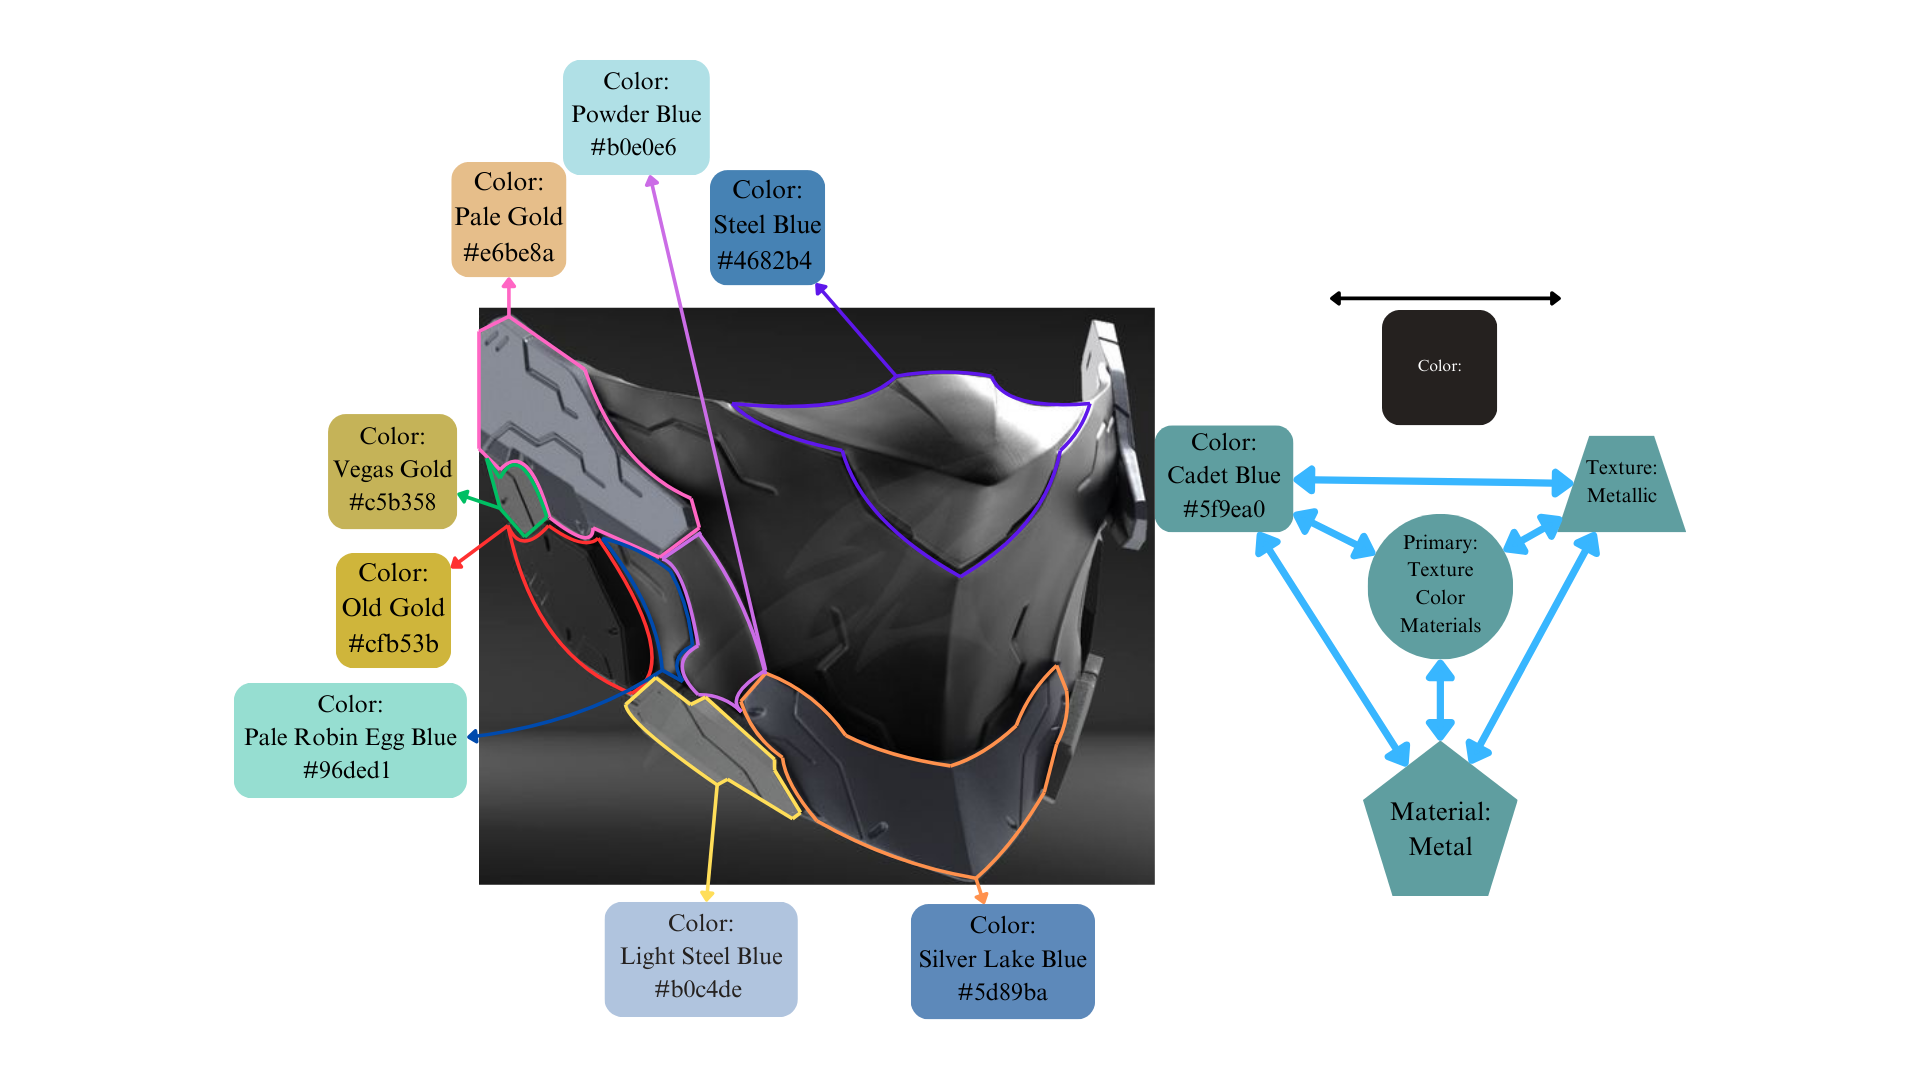 Color:
Powder Blue
#b0e0e6
Color:
Pale Gold
#e6be8a
Color:
Steel Blue
#4682b4
Color:
Color:
Vegas Gold
#c5b358
Color:
Cadet Blue
#5f9ea0
Texture:
Metallic
Primary:
Texture
Color
Materials
Color:
Old Gold
#cfb53b
Color:
Pale Robin Egg Blue
#96ded1
Material:
Metal
Color:
Light Steel Blue
#b0c4de
Color:
Silver Lake Blue
#5d89ba